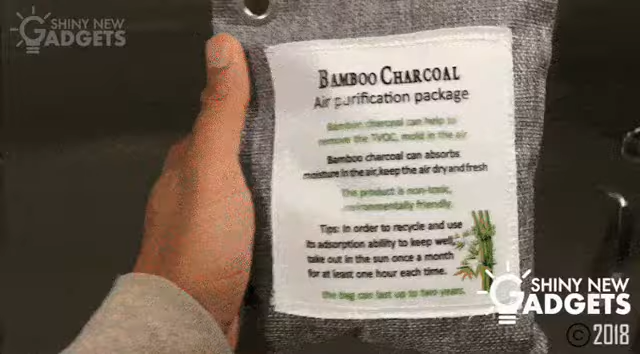 SHINY NEW
GADGETS
BAMBOO CHARCOAL
Air purification package
Bamboo charcoal can help to
remove the TVOC, mold in the air
Bamboo charcoal can absorbs
moisture in the air,keep the air dry and fresh
The product is non-toxic,
environmentally friendly.
Tips: In order to recycle and use
its adsorption ability to keep well,
take out in the sun once a month
for at least one hour each time.
the bag can last up to two years.
SHINY NEW
GADGETS
© 2018